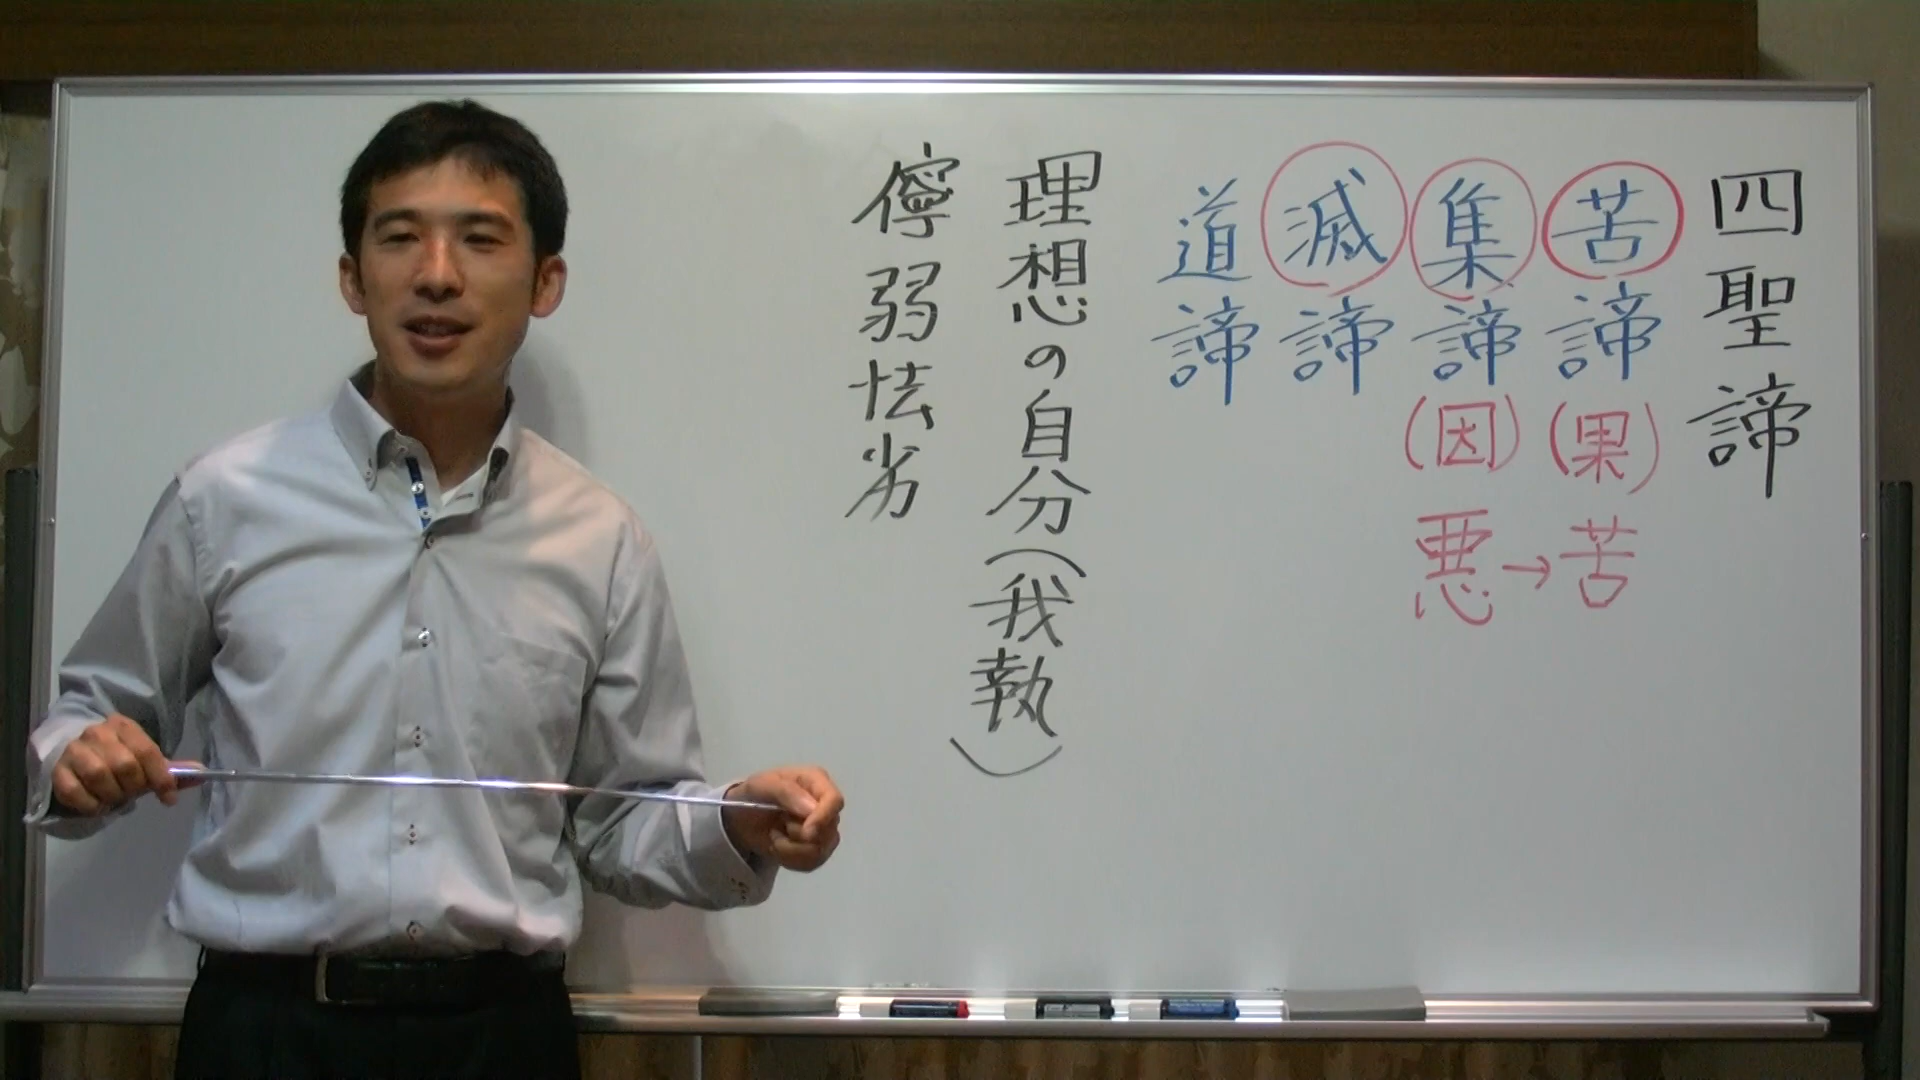 四聖諦
苦諦(果)苦
集諦(因)悪→
滅諦
道諦
理想の自分(我執)
儜弱怯劣